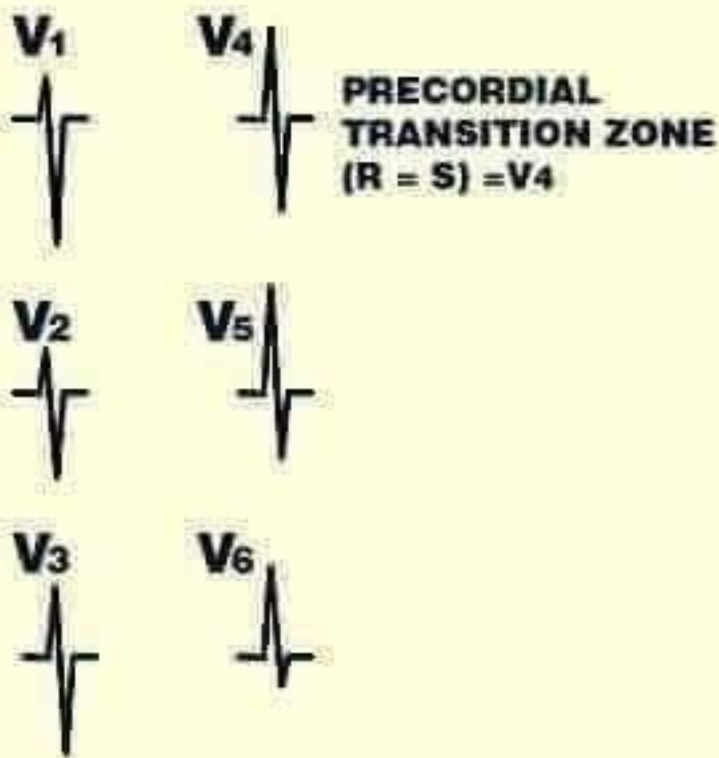 V1
V4
PRECORDIAL
TRANSITION ZONE
(R = S) =V4
V2
V5
V3
V6